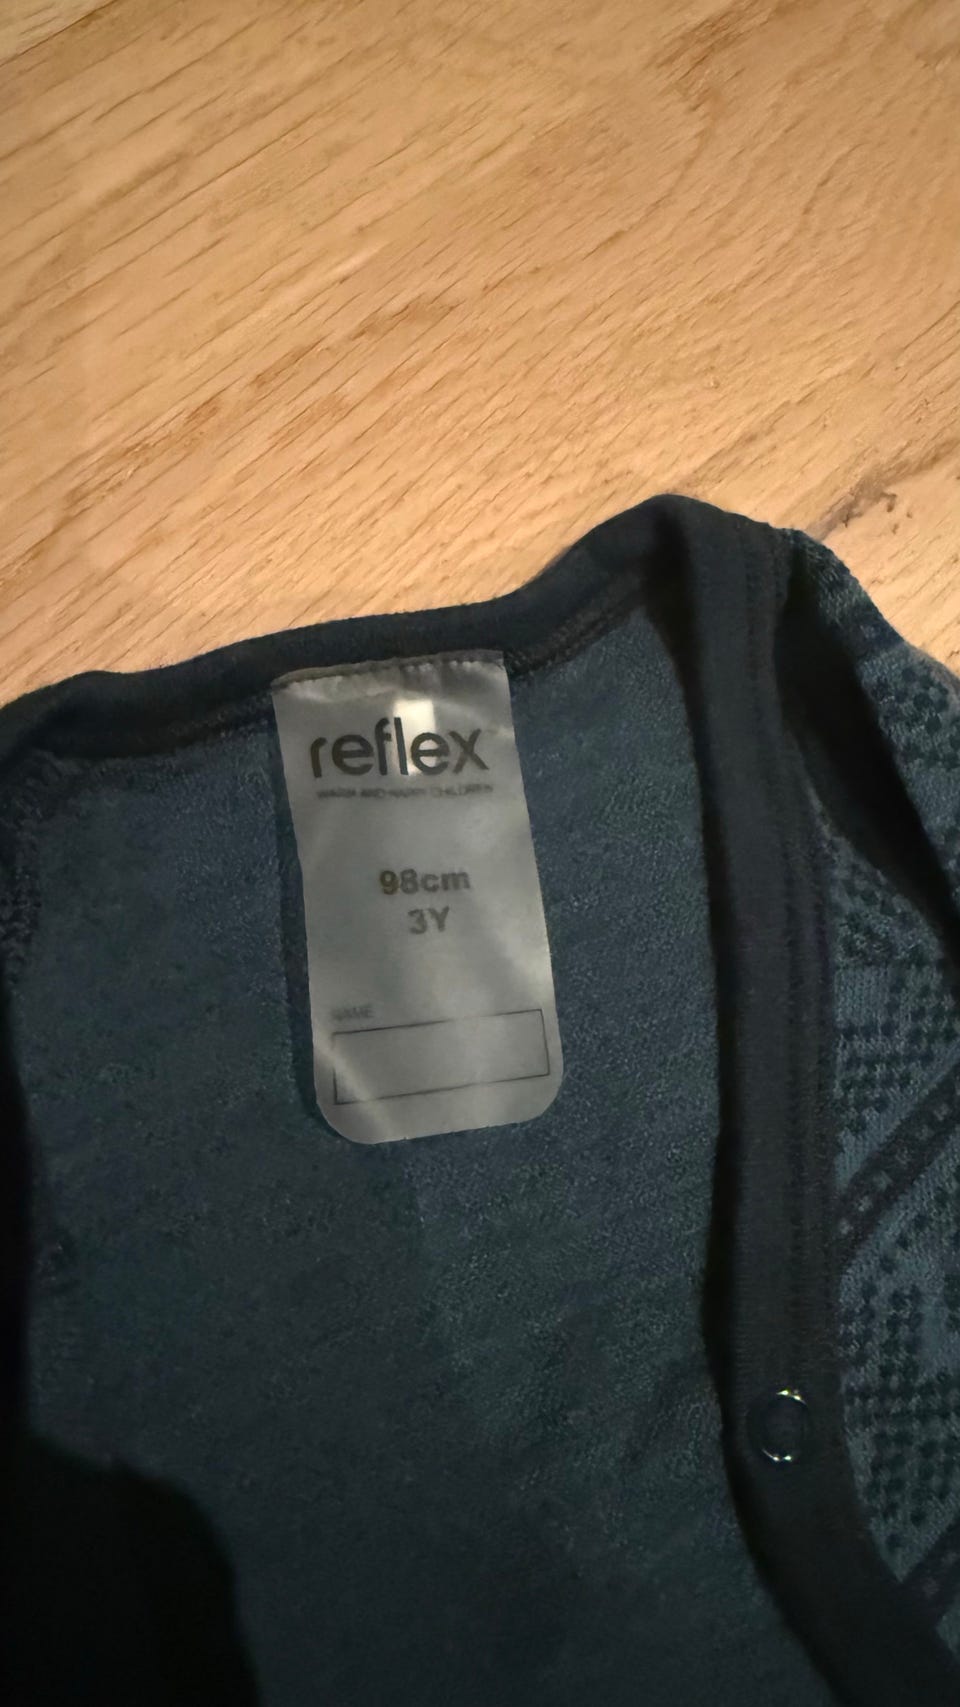 reflex
WARM AND HAPPY CHILDREN
98cm
3Y
NAME